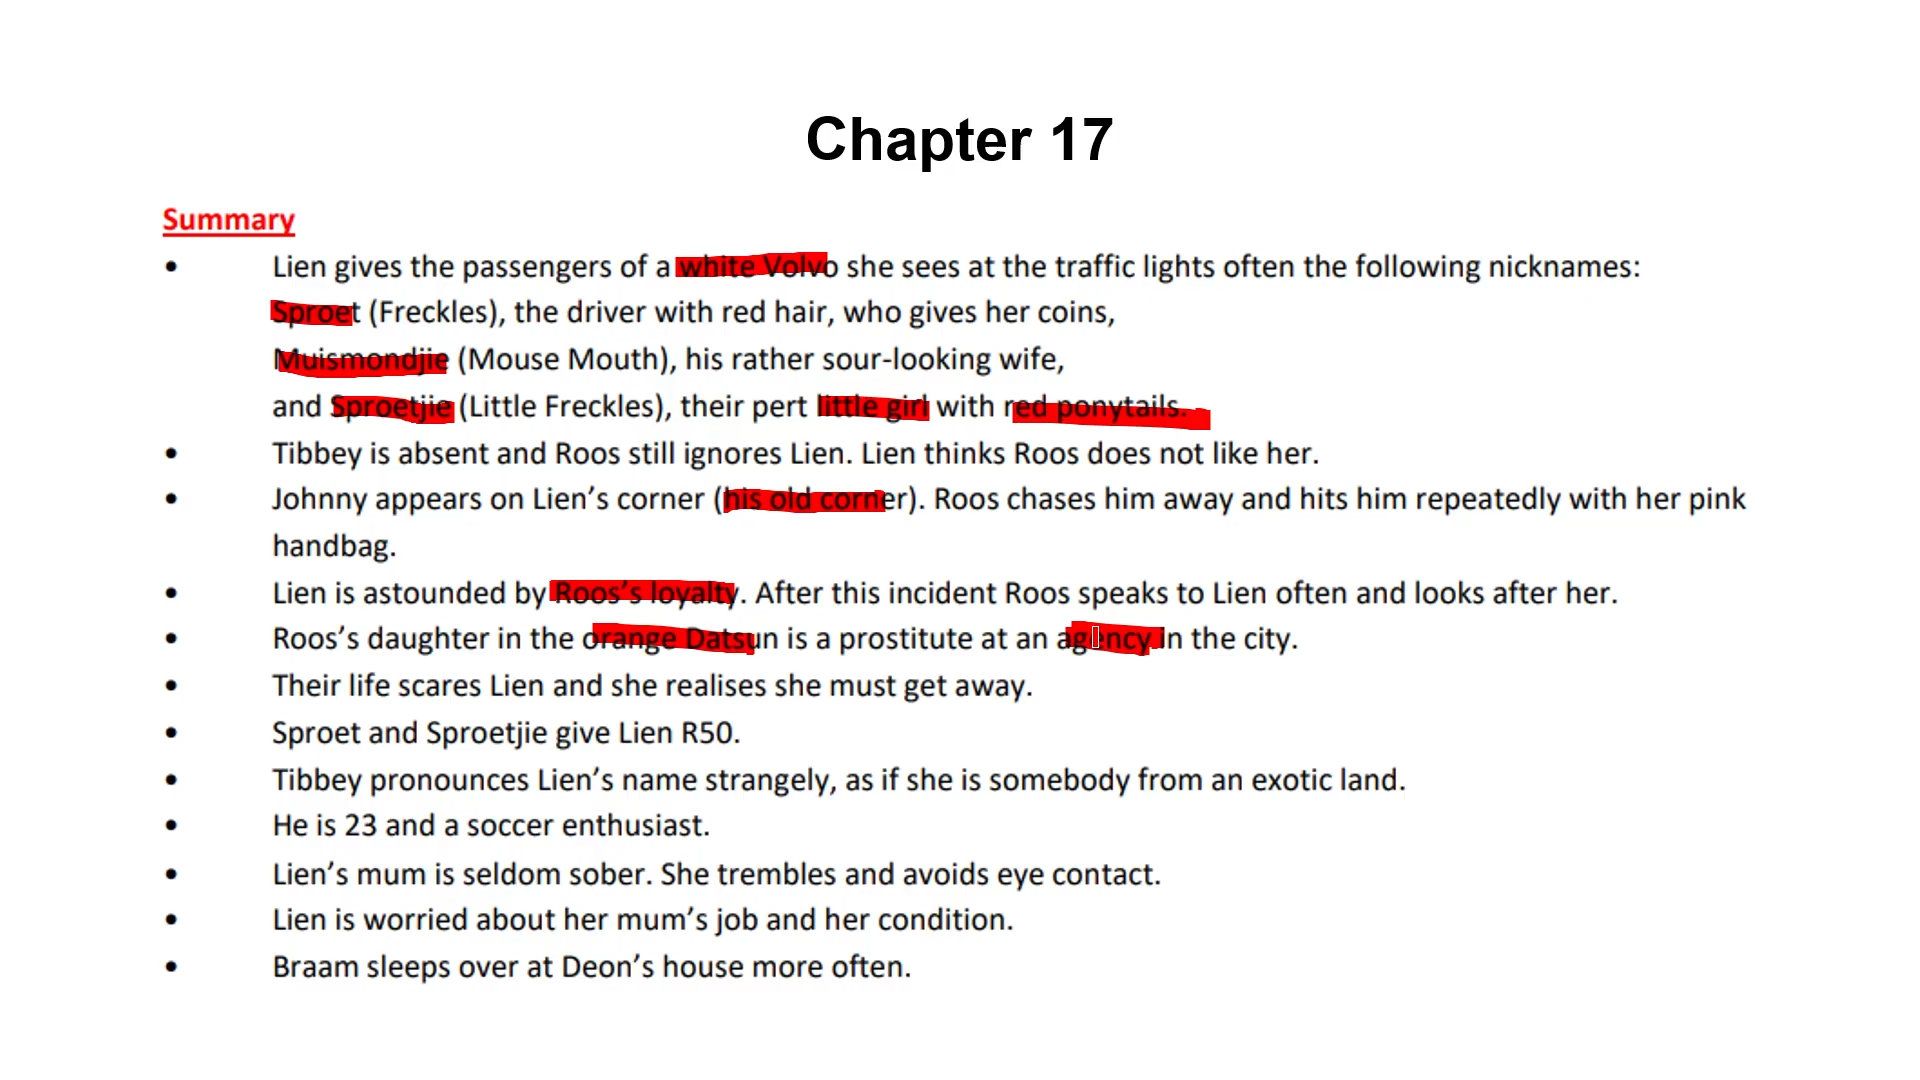 Chapter 17
Summary
• Lien gives the passengers of a white Volvo she sees at the traffic lights often the following nicknames:
Sproet (Freckles), the driver with red hair, who gives her coins,
Muismondjie (Mouse Mouth), his rather sour-looking wife,
and Sproetjie (Little Freckles), their pert little girl with red ponytails.
• Tibbey is absent and Roos still ignores Lien. Lien thinks Roos does not like her.
• Johnny appears on Lien’s corner (his old corner). Roos chases him away and hits him repeatedly with her pink
handbag.
• Lien is astounded by Roos’s loyalty. After this incident Roos speaks to Lien often and looks after her.
• Roos’s daughter in the orange Datsun is a prostitute at an agency in the city.
• Their life scares Lien and she realises she must get away.
• Sproet and Sproetjie give Lien R50.
• Tibbey pronounces Lien’s name strangely, as if she is somebody from an exotic land.
• He is 23 and a soccer enthusiast.
• Lien’s mum is seldom sober. She trembles and avoids eye contact.
• Lien is worried about her mum’s job and her condition.
• Braam sleeps over at Deon’s house more often.